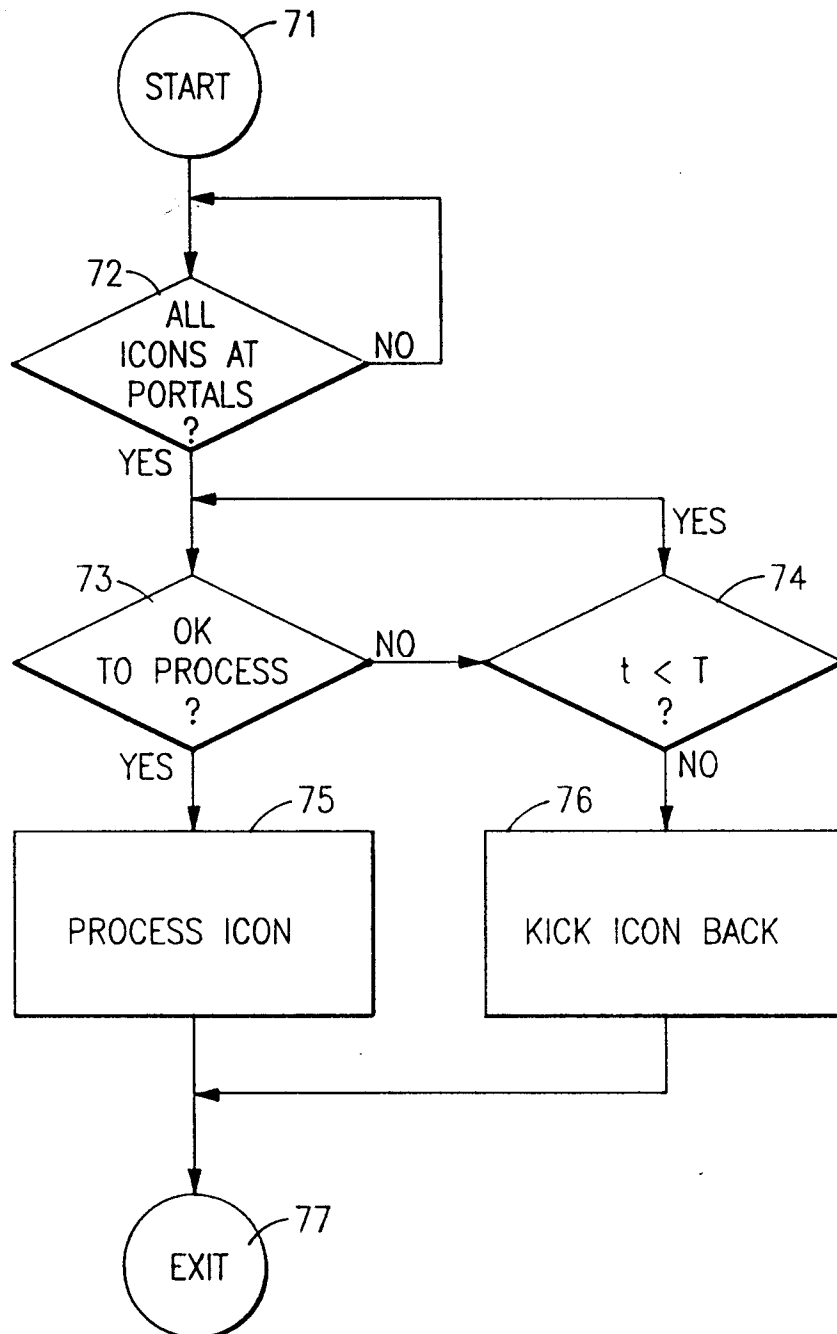 71
START
72
ALL
ICONS AT
PORTALS
?
NO
YES
YES
73
OK
TO PROCESS
?
NO
74
t < T
?
YES
NO
75
PROCESS ICON
76
KICK ICON BACK
77
EXIT